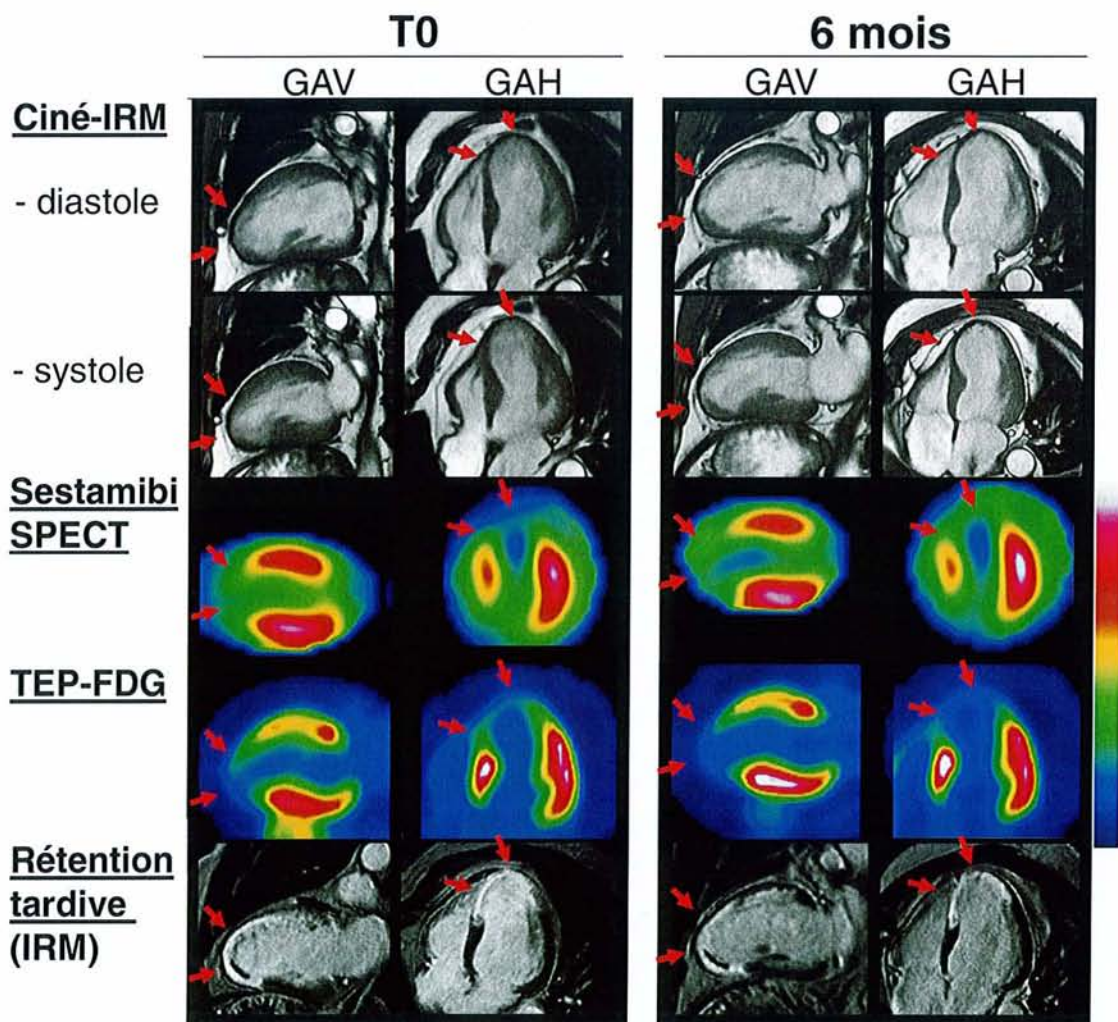 T0
6 mois
GAV
GAH
GAV
GAH
Ciné-IRM
- diastole
- systole
Sestamibi
SPECT
TEP-FDG
Rétention
tardive
(IRM)